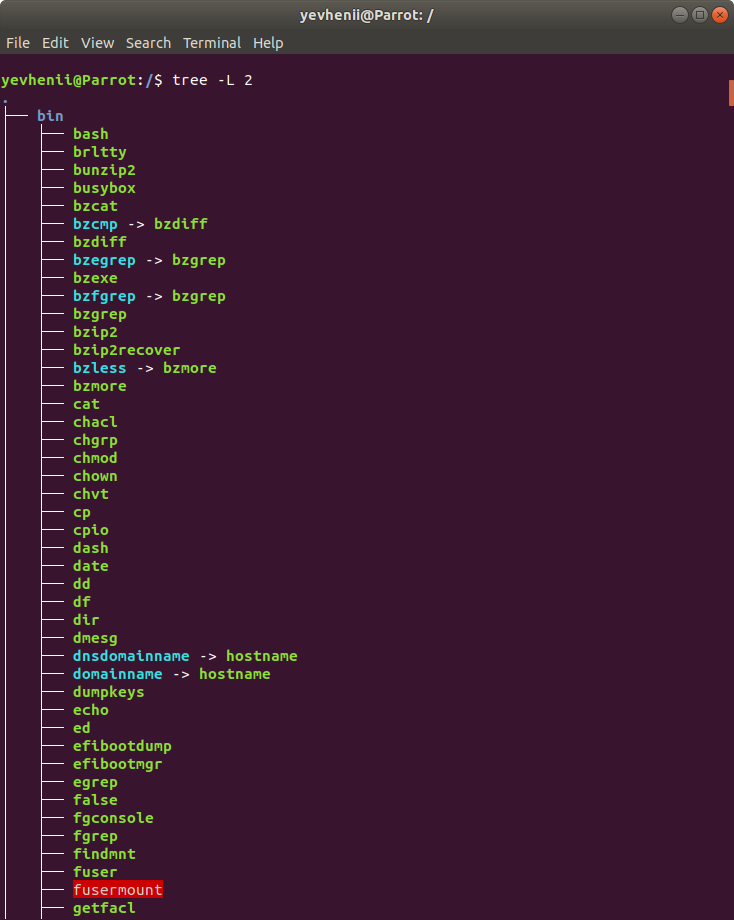 yevhenii@Parrot: /
File Edit View Search Terminal Help
yevhenii@Parrot:/$ tree -L 2
.
├── bin
│   ├── bash
│   ├── brltty
│   ├── bunzip2
│   ├── busybox
│   ├── bzcat
│   ├── bzcmp -> bzdiff
│   ├── bzdiff
│   ├── bzegrep -> bzgrep
│   ├── bzexe
│   ├── bzfgrep -> bzgrep
│   ├── bzgrep
│   ├── bzip2
│   ├── bzip2recover
│   ├── bzless -> bzmore
│   ├── bzmore
│   ├── cat
│   ├── chacl
│   ├── chgrp
│   ├── chmod
│   ├── chown
│   ├── chvt
│   ├── cp
│   ├── cpio
│   ├── dash
│   ├── date
│   ├── dd
│   ├── df
│   ├── dir
│   ├── dmesg
│   ├── dnsdomainname -> hostname
│   ├── domainname -> hostname
│   ├── dumpkeys
│   ├── echo
│   ├── ed
│   ├── efibootdump
│   ├── efibootmgr
│   ├── egrep
│   ├── false
│   ├── fgconsole
│   ├── fgrep
│   ├── findmnt
│   ├── fuser
│   ├── fusermount
│   ├── getfacl